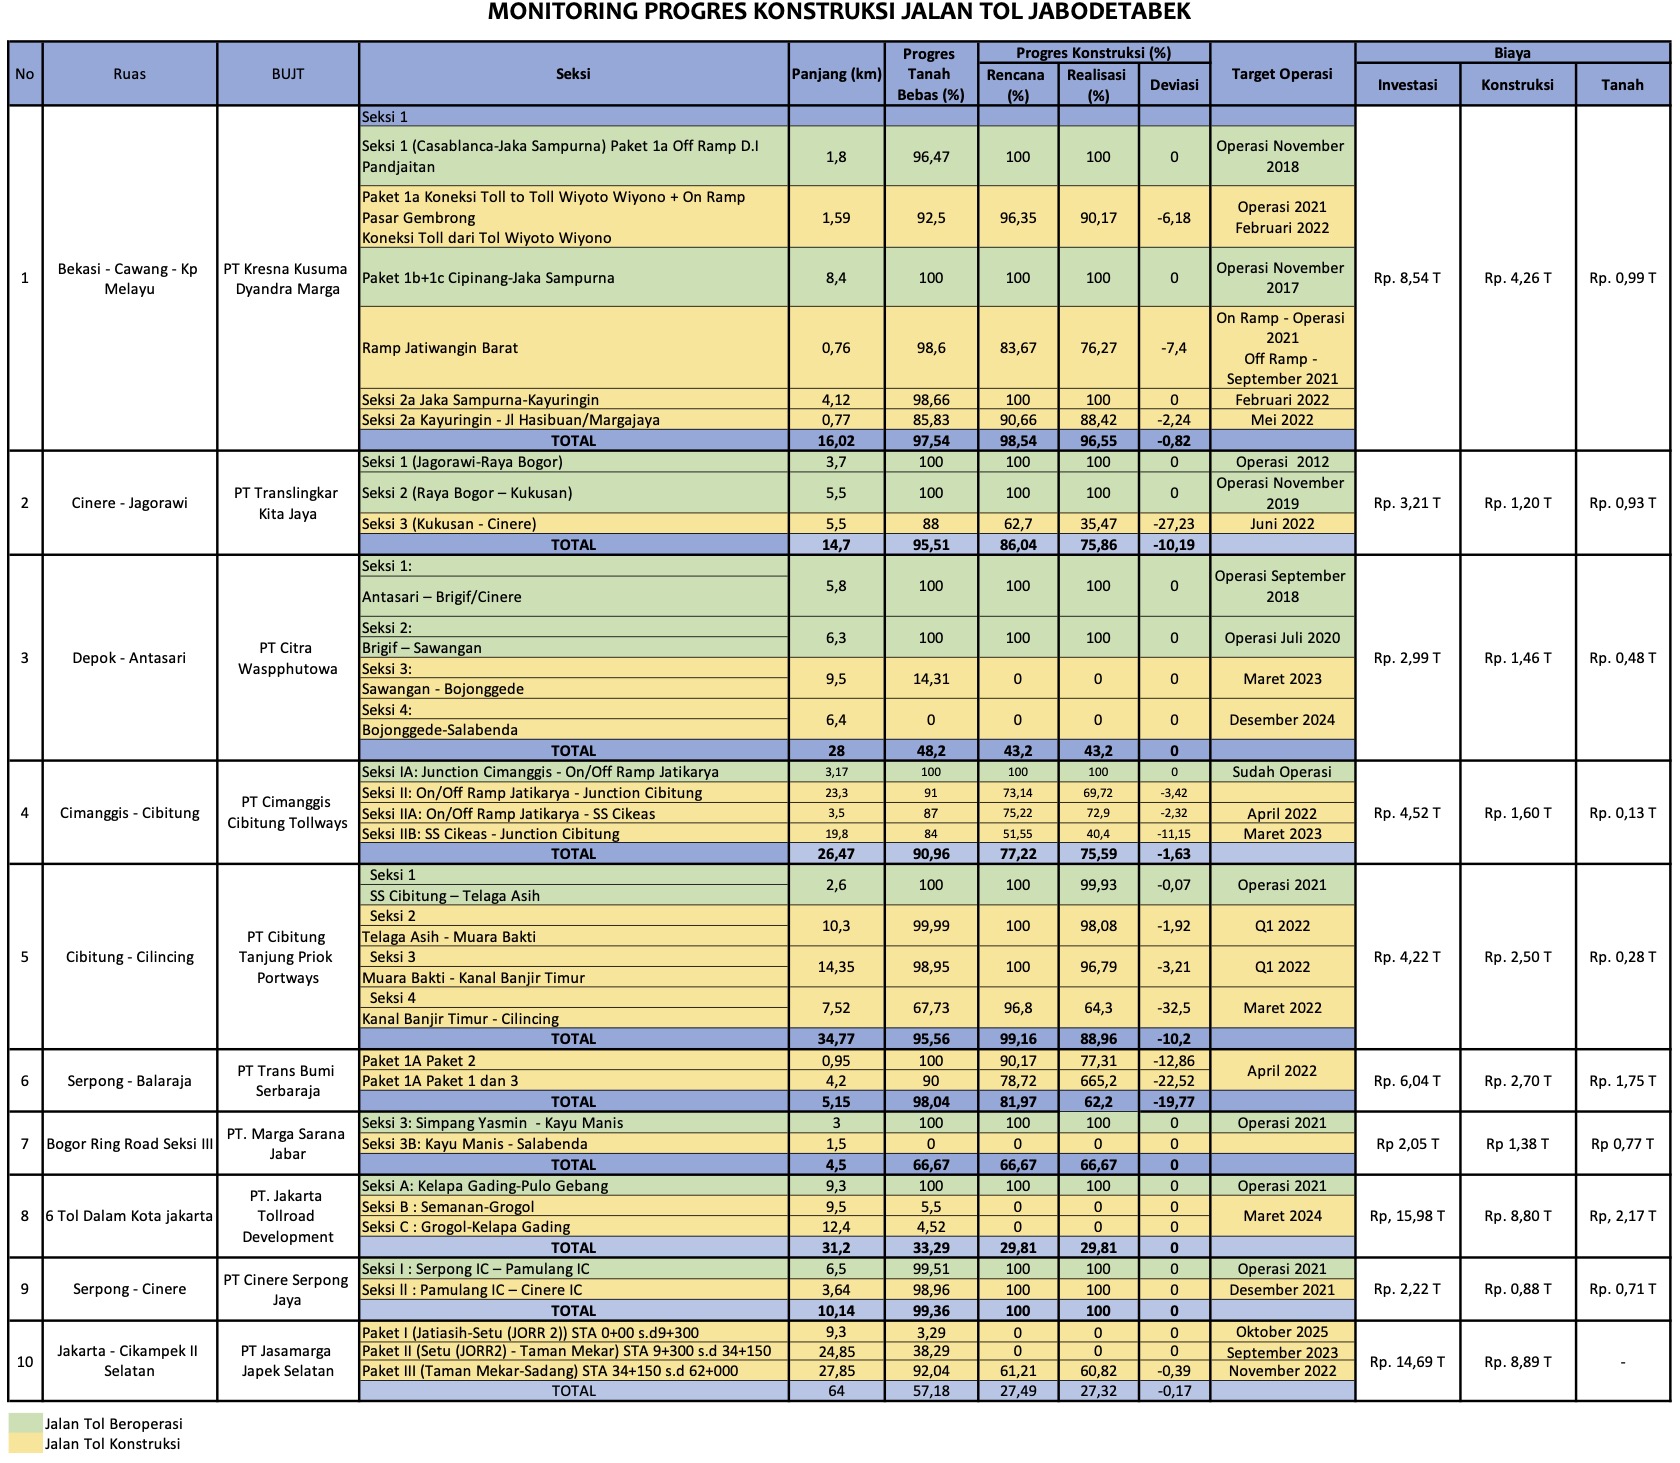 MONITORING PROGRES KONSTRUKSI JALAN TOL JABODETABEK
No Ruas BUJT Seksi Panjang (km) Progres Tanah Bebas (%) Progres Konstruksi (%) Target Operasi Biaya
Rencana (%) Realisasi (%) Deviasi Investasi Konstruksi Tanah
1 Bekasi - Cawang - Kp Melayu PT Kresna Kusuma Dyandra Marga Rp. 8,54 T Rp. 4,26 T Rp. 0,99 T
Seksi 1
Seksi 1 (Casablanca-Jaka Sampurna) Paket 1a Off Ramp D.I Pandjaitan 1,8 96,47 100 100 0 Operasi November 2018
Paket 1a Koneksi Toll to Toll Wiyoto Wiyono + On Ramp Pasar Gembrong
Koneksi Toll dari Tol Wiyoto Wiyono 1,59 92,5 96,35 90,17 -6,18 Operasi 2021 Februari 2022
Paket 1b+1c Cipinang-Jaka Sampurna 8,4 100 100 100 0 Operasi November 2017
Ramp Jatiwangin Barat 0,76 98,6 83,67 76,27 -7,4 On Ramp - Operasi 2021 Off Ramp - September 2021
Seksi 2a Jaka Sampurna-Kayuringin 4,12 98,66 100 100 0 Februari 2022
Seksi 2a Kayuringin - Jl Hasibuan/Margajaya 0,77 85,83 90,66 88,42 -2,24 Mei 2022
TOTAL 16,02 97,54 98,54 96,55 -0,82
2 Cinere - Jagorawi PT Translingkar Kita Jaya Rp. 3,21 T Rp. 1,20 T Rp. 0,93 T
Seksi 1 (Jagorawi-Raya Bogor) 3,7 100 100 100 0 Operasi 2012
Seksi 2 (Raya Bogor – Kukusan) 5,5 100 100 100 0 Operasi November 2019
Seksi 3 (Kukusan - Cinere) 5,5 88 62,7 35,47 -27,23 Juni 2022
TOTAL 14,7 95,51 86,04 75,86 -10,19
3 Depok - Antasari PT Citra Waspphutowa Rp. 2,99 T Rp. 1,46 T Rp. 0,48 T
Seksi 1:
Antasari – Brigif/Cinere 5,8 100 100 100 0 Operasi September 2018
Seksi 2:
Brigif – Sawangan 6,3 100 100 100 0 Operasi Juli 2020
Seksi 3:
Sawangan - Bojonggede 9,5 14,31 0 0 0 Maret 2023
Seksi 4:
Bojonggede-Salabenda 6,4 0 0 0 0 Desember 2024
TOTAL 28 48,2 43,2 43,2 0
4 Cimanggis - Cibitung PT Cimanggis Cibitung Tollways Rp. 4,52 T Rp. 1,60 T Rp. 0,13 T
Seksi IA: Junction Cimanggis - On/Off Ramp Jatikarya 3,17 100 100 100 0 Sudah Operasi
Seksi II: On/Off Ramp Jatikarya - Junction Cibitung 23,3 91 73,14 69,72 -3,42
Seksi IIA: On/Off Ramp Jatikarya - SS Cikeas 3,5 87 75,22 72,9 -2,32 April 2022
Seksi IIB: SS Cikeas - Junction Cibitung 19,8 84 51,55 40,4 -11,15 Maret 2023
TOTAL 26,47 90,96 77,22 75,59 -1,63
5 Cibitung - Cilincing PT Cibitung Tanjung Priok Portways Rp. 4,22 T Rp. 2,50 T Rp. 0,28 T
Seksi 1
SS Cibitung – Telaga Asih 2,6 100 100 99,93 -0,07 Operasi 2021
Seksi 2
Telaga Asih - Muara Bakti 10,3 99,99 100 98,08 -1,92 Q1 2022
Seksi 3
Muara Bakti - Kanal Banjir Timur 14,35 98,95 100 96,79 -3,21 Q1 2022
Seksi 4
Kanal Banjir Timur - Cilincing 7,52 67,73 96,8 64,3 -32,5 Maret 2022
TOTAL 34,77 95,56 99,16 88,96 -10,2
6 Serpong - Balaraja PT Trans Bumi Serbaraja Rp. 6,04 T Rp. 2,70 T Rp. 1,75 T
Paket 1A Paket 2 0,95 100 90,17 77,31 -12,86 April 2022
Paket 1A Paket 1 dan 3 4,2 90 78,72 665,2 -22,52
TOTAL 5,15 98,04 81,97 62,2 -19,77
7 Bogor Ring Road Seksi III PT. Marga Sarana Jabar Rp 2,05 T Rp 1,38 T Rp 0,77 T
Seksi 3: Simpang Yasmin - Kayu Manis 3 100 100 100 0 Operasi 2021
Seksi 3B: Kayu Manis - Salabenda 1,5 0 0 0 0
TOTAL 4,5 66,67 66,67 66,67 0
8 6 Tol Dalam Kota jakarta PT. Jakarta Tollroad Development Rp, 15,98 T Rp. 8,80 T Rp, 2,17 T
Seksi A: Kelapa Gading-Pulo Gebang 9,3 100 100 100 0 Operasi 2021
Seksi B : Semanan-Grogol 9,5 5,5 0 0 0 Maret 2024
Seksi C : Grogol-Kelapa Gading 12,4 4,52 0 0 0
TOTAL 31,2 33,29 29,81 29,81 0
9 Serpong - Cinere PT Cinere Serpong Jaya Rp. 2,22 T Rp. 0,88 T Rp. 0,71 T
Seksi I : Serpong IC – Pamulang IC 6,5 99,51 100 100 0 Operasi 2021
Seksi II : Pamulang IC – Cinere IC 3,64 98,96 100 100 0 Desember 2021
TOTAL 10,14 99,36 100 100 0
10 Jakarta - Cikampek II Selatan PT Jasamarga Japek Selatan Rp. 14,69 T Rp. 8,89 T -
Paket I (Jatiasih-Setu (JORR 2)) STA 0+00 s.d9+300 9,3 3,29 0 0 0 Oktober 2025
Paket II (Setu (JORR2) - Taman Mekar) STA 9+300 s.d 34+150 24,85 38,29 0 0 0 September 2023
Paket III (Taman Mekar-Sadang) STA 34+150 s.d 62+000 27,85 92,04 61,21 60,82 -0,39 November 2022
TOTAL 64 57,18 27,49 27,32 -0,17
Jalan Tol Beroperasi
Jalan Tol Konstruksi